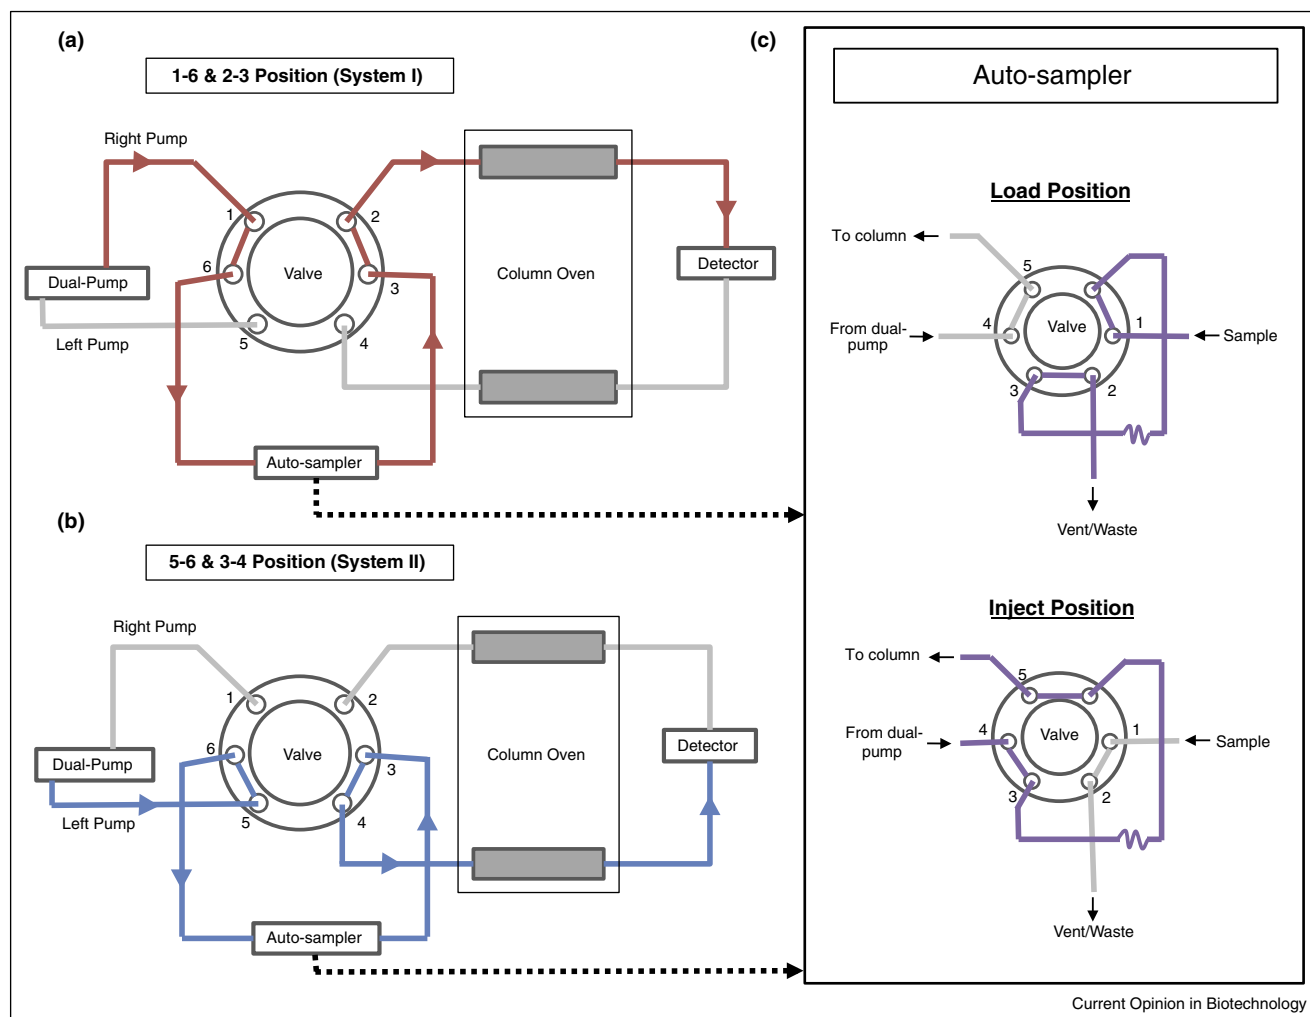 (a)
1-6 & 2-3 Position (System I)
Right Pump
1
2
6
3
5
4
Valve
Dual-Pump
Left Pump
Column Oven
Detector
Auto-sampler
(b)
5-6 & 3-4 Position (System II)
Right Pump
1
2
6
3
5
4
Valve
Dual-Pump
Left Pump
Column Oven
Detector
Auto-sampler
(c)
Auto-sampler
Load Position
To column
5
From dual-
pump
4
Valve
1
Sample
3
2
Vent/Waste
Inject Position
To column
5
From dual-
pump
4
Valve
1
Sample
3
2
Vent/Waste
Current Opinion in Biotechnology